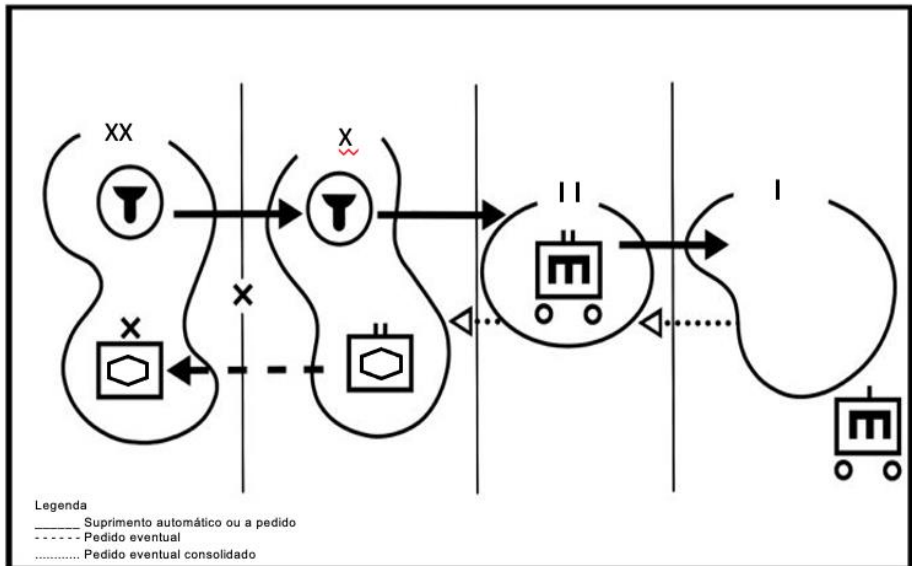 XX
X
I I
I
X
X
II
II
I
Legenda
______ Suprimento automático ou a pedido
- - - - - - Pedido eventual
............ Pedido eventual consolidado